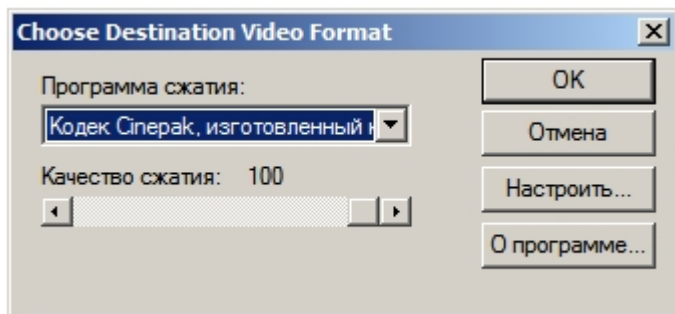 Choose Destination Video Format
Программа сжатия:
Кодек Cinepak, изготовленный
Качество сжатия: 100
OK
Отмена
Настроить...
О программе...